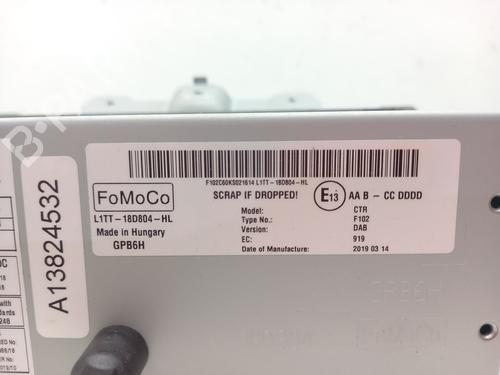 F102C60KS021614 L1TT-18D804-HL
FoMoCo
SCRAP IF DROPPED!
E13
AA B - CC DDDD
L1TT-18D804-HL
Made in Hungary
GPB6H
Model: CTR
Type No.: F102
Version: DAB
EC: 919
Date of Manufacture: 2019 03 14
A13824532
GPB6H
with